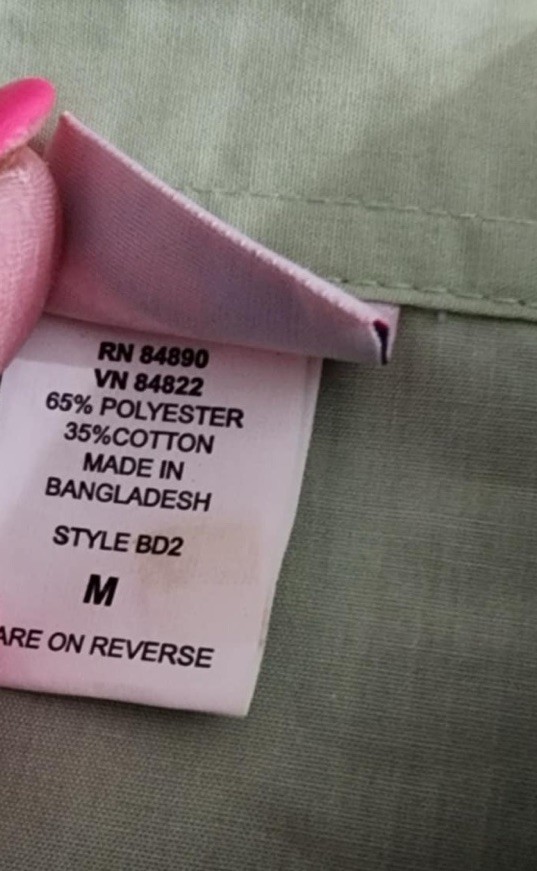 RN 84890
VN 84822
65% POLYESTER
35%COTTON
MADE IN
BANGLADESH
STYLE BD2
M
ARE ON REVERSE